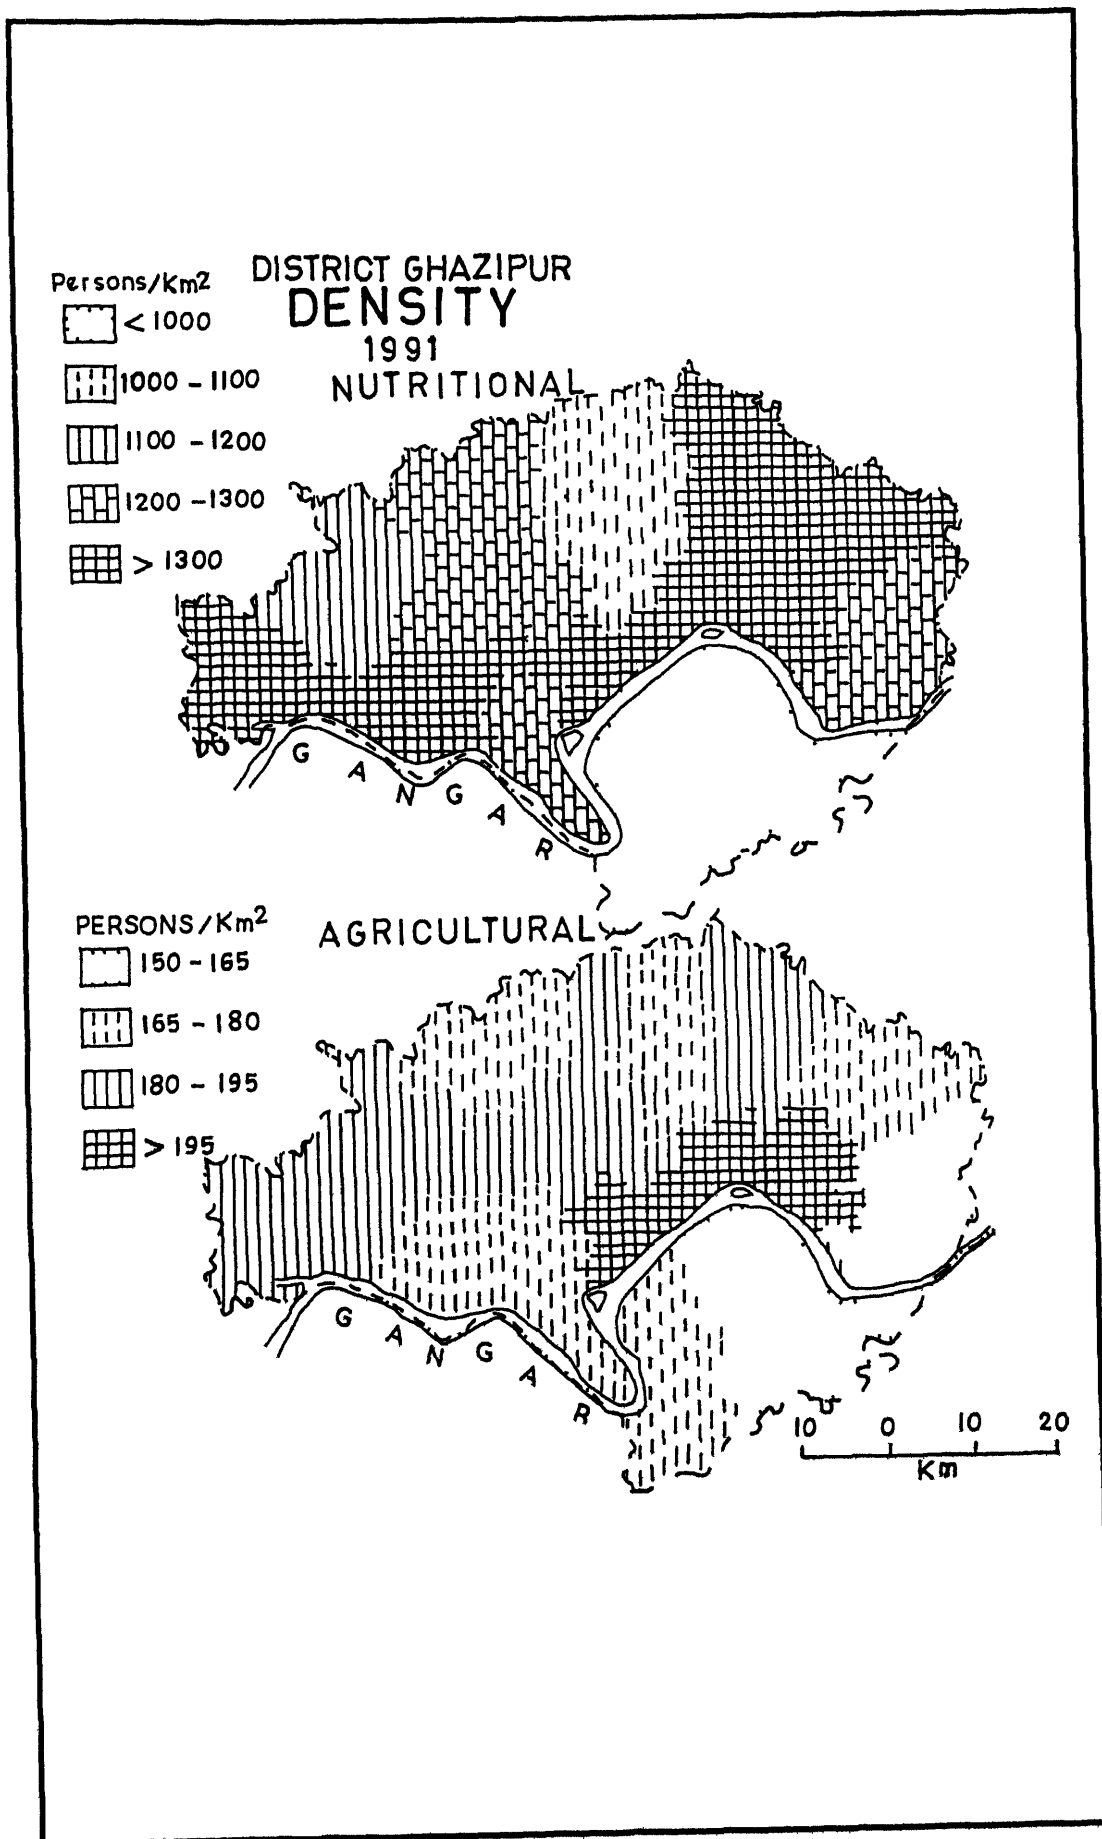 DISTRICT GHAZIPUR
DENSITY
1991
NUTRITIONAL
Persons/Km2
< 1000
1000 - 1100
1100 - 1200
1200 - 1300
> 1300
G A N G A R
AGRICULTURAL
PERSONS/Km2
150 - 165
165 - 180
180 - 195
> 195
G A N G A R
10 0 10 20
Km